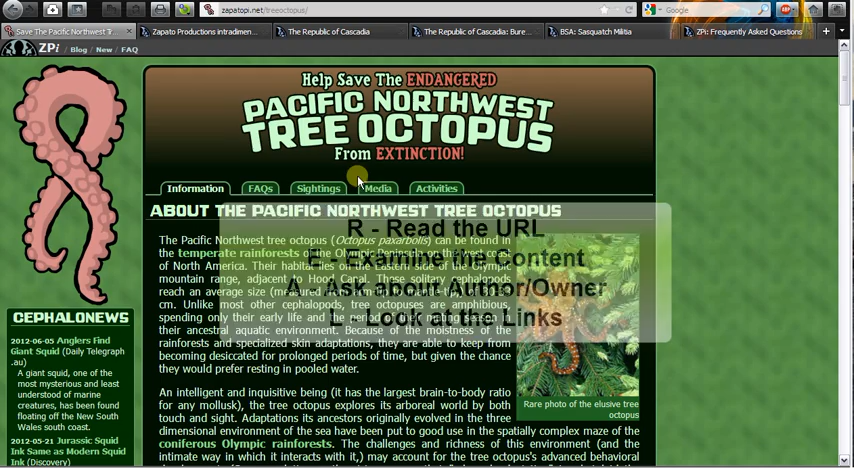 zapatopi.net/treeoctopus/
Google
Save The Pacific Northwest T...
Zapato Productions intradimen...
The Republic of Cascadia
The Republic of Cascadia: Bure...
BSA: Sasquatch Militia
ZPi: Frequently Asked Questions
ZPi / Blog / New / FAQ
Help Save The ENDANGERED
PACIFIC NORTHWEST
TREE OCTOPUS
From EXTINCTION!
Information FAQs Sightings Media Activities
ABOUT THE PACIFIC NORTHWEST TREE OCTOPUS
R - Read the URL
E - Examine the Content
A - Ask about Author/Owner
L - Look at the Links
The Pacific Northwest tree octopus (Octopus paxarbolis) can be found in
the temperate rainforests of the Olympic Peninsula on the west coast
of North America. Their habitat lies on the Eastern side of the Olympic
mountain range, adjacent to Hood Canal. These solitary cephalopods
reach an average size (measured from arm-tip to mantle-tip) of
cm. Unlike most other cephalopods, tree octopuses are amphibious,
spending only their early life and the period of their mating season in
their ancestral aquatic environment. Because of the moistness of the
rainforests and specialized skin adaptations, they are able to keep from
becoming desiccated for prolonged periods of time, but given the chance
they would prefer resting in pooled water.
An intelligent and inquisitive being (it has the largest brain-to-body ratio
for any mollusk), the tree octopus explores its arboreal world by both
touch and sight. Adaptations its ancestors originally evolved in the three
dimensional environment of the sea have been put to good use in the spatially complex maze of the
coniferous Olympic rainforests. The challenges and richness of this environment (and the
intimate way in which it interacts with it,) may account for the tree octopus's advanced behavioral
Rare photo of the elusive tree
octopus
CEPHALONEWS
2012-06-05 Anglers Find
Giant Squid (Daily Telegraph
.au)
A giant squid, one of the
most mysterious and least
understood of marine
creatures, has been found
floating off the New South
Wales south coast.
2012-05-21 Jurassic Squid
Ink Same as Modern Squid
Ink (Discovery)